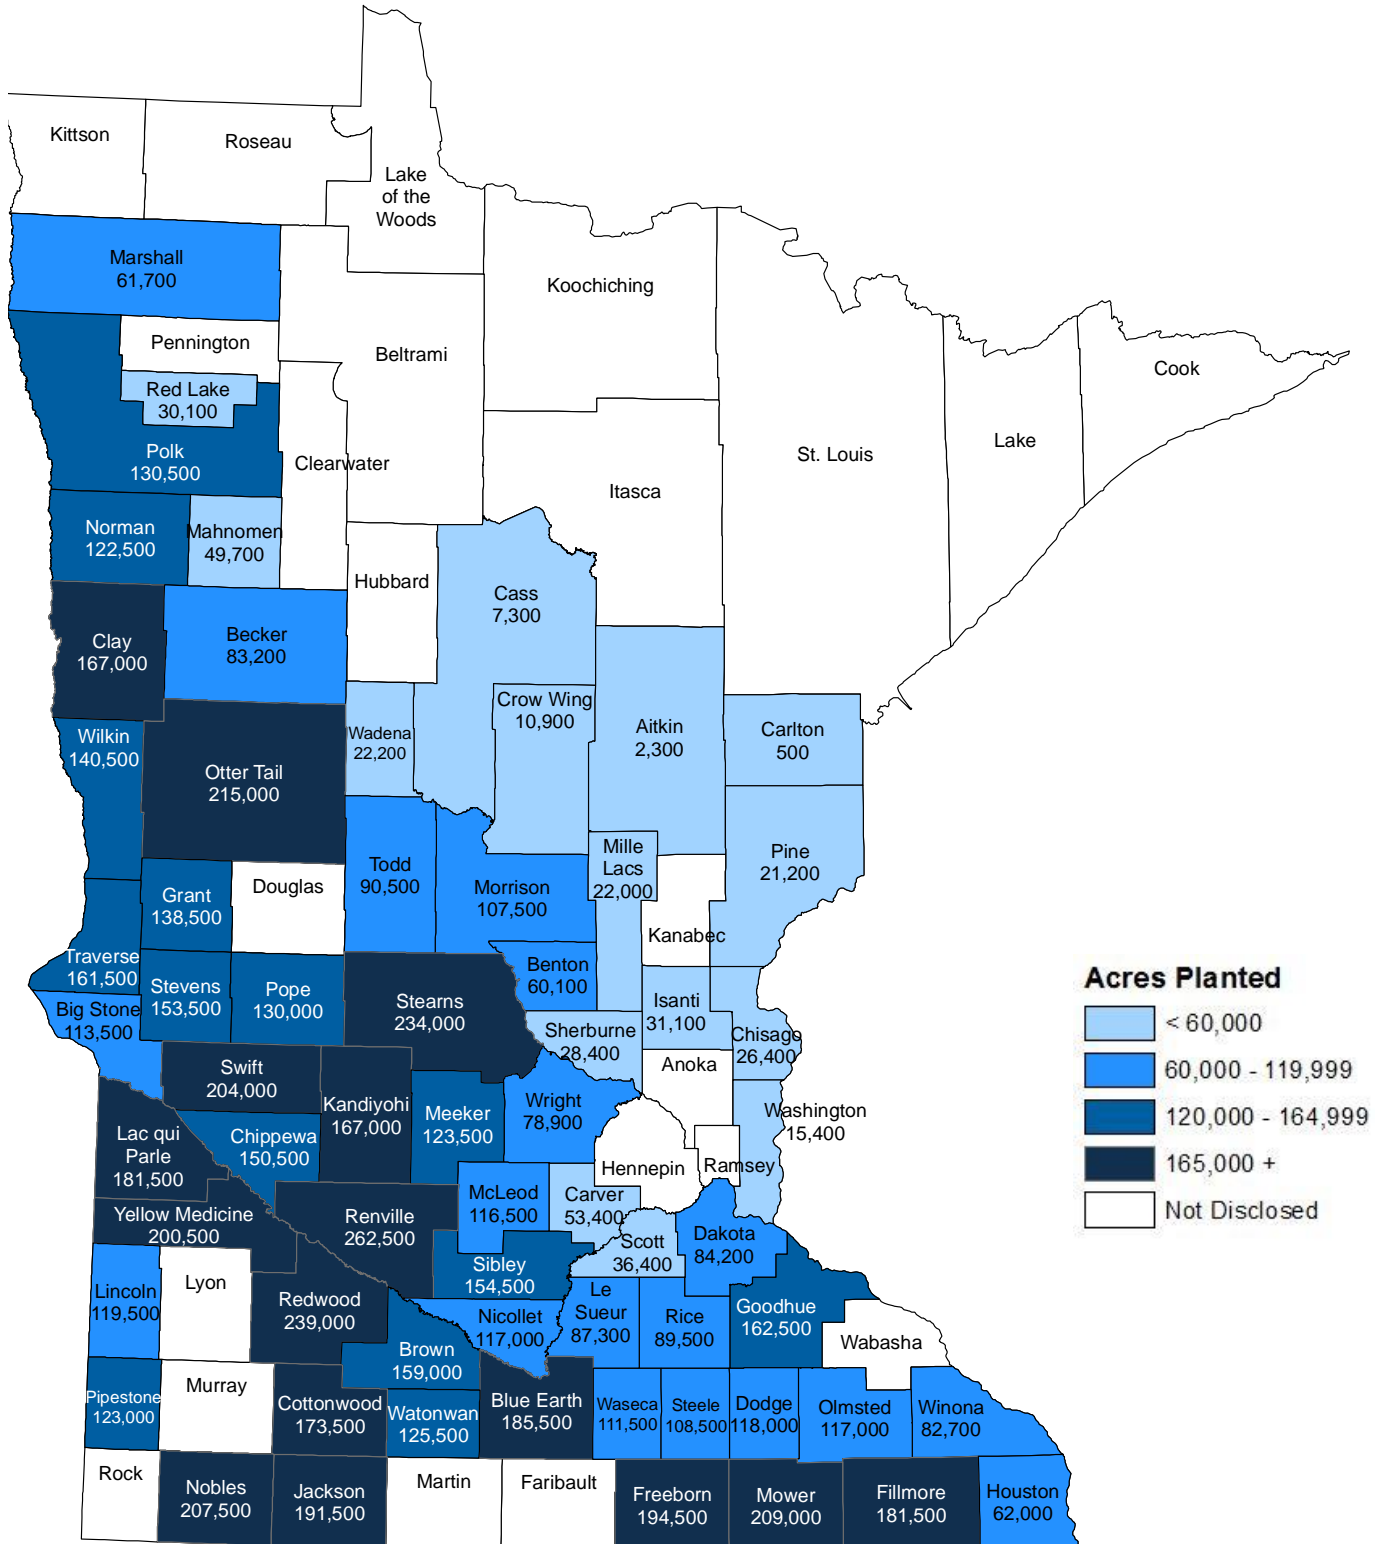 Kittson
Roseau
Lake
of the
Woods
Marshall
61,700
Koochiching
Pennington
Beltrami
Cook
Red Lake
30,100
Polk
130,500
Clearwater
St. Louis
Lake
Itasca
Norman
122,500
Mahnomen
49,700
Hubbard
Cass
7,300
Clay
167,000
Becker
83,200
Crow Wing
10,900
Aitkin
2,300
Carlton
500
Wadena
22,200
Wilkin
140,500
Otter Tail
215,000
Mille
Lacs
22,000
Pine
21,200
Todd
90,500
Morrison
107,500
Grant
138,500
Douglas
Kanabec
Traverse
161,500
Stevens
153,500
Pope
130,000
Stearns
234,000
Benton
60,100
Isanti
31,100
Big Stone
113,500
Sherburne
28,400
Chisago
26,400
Anoka
Swift
204,000
Kandiyohi
167,000
Meeker
123,500
Wright
78,900
Washington
15,400
Lac qui
Parle
181,500
Chippewa
150,500
Hennepin
Ramsey
McLeod
116,500
Carver
53,400
Yellow Medicine
200,500
Renville
262,500
Scott
36,400
Dakota
84,200
Sibley
154,500
Lincoln
119,500
Lyon
Redwood
239,000
Nicollet
117,000
Le
Sueur
87,300
Rice
89,500
Goodhue
162,500
Wabasha
Brown
159,000
Pipestone
123,000
Murray
Cottonwood
173,500
Watonwan
125,500
Blue Earth
185,500
Waseca
111,500
Steele
108,500
Dodge
118,000
Olmsted
117,000
Winona
82,700
Rock
Nobles
207,500
Jackson
191,500
Martin
Faribault
Freeborn
194,500
Mower
209,000
Fillmore
181,500
Houston
62,000
Acres Planted
< 60,000
60,000 - 119,999
120,000 - 164,999
165,000 +
Not Disclosed